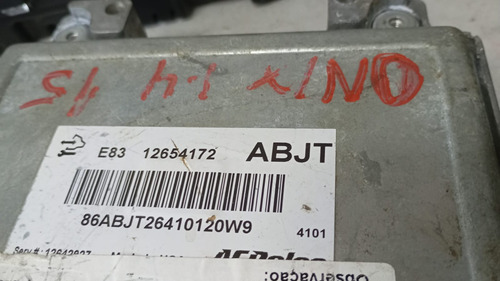 ONIX 1.4 15
E83 12654172 ABJT
86ABJT26410120W9
4101
ACDelco
Observação: